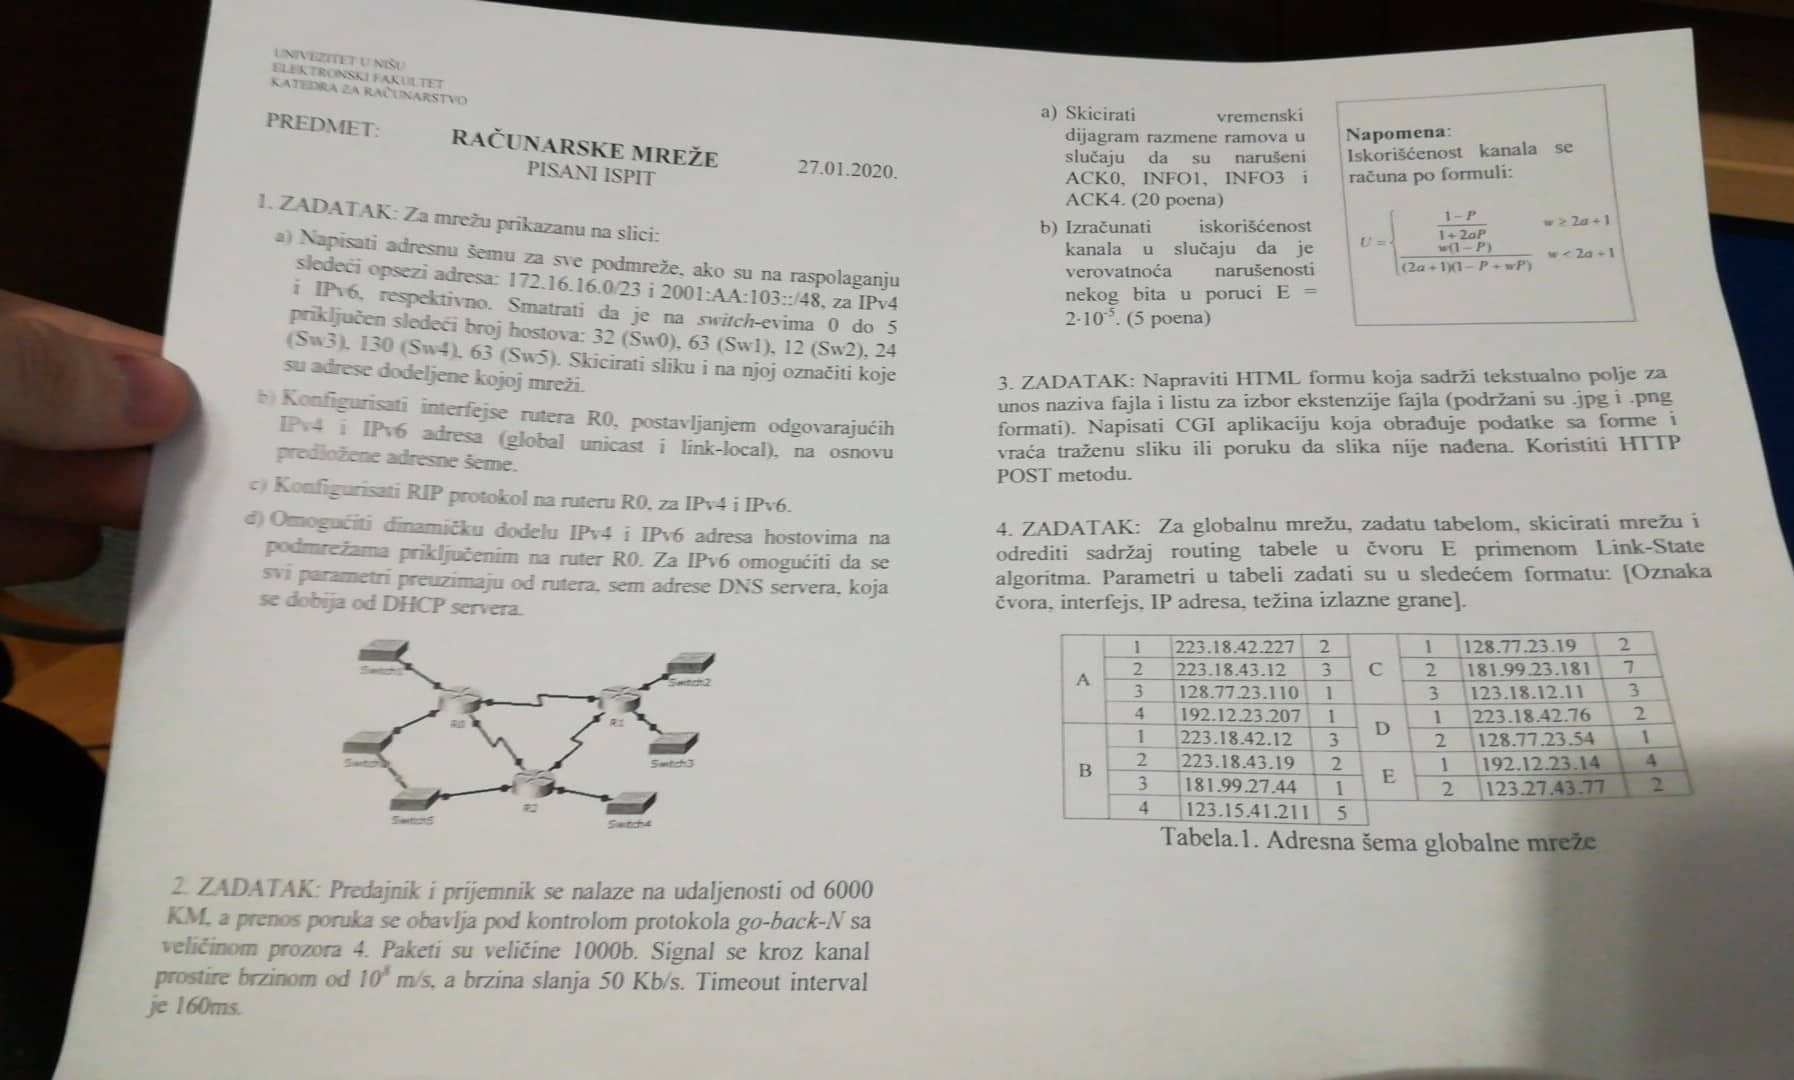 UNIVEZITET U NIŠU
ELEKTRONSKI FAKULTET
KATEDRA ZA RAČUNARSTVO
PREDMET:
RAČUNARSKE MREŽE
PISANI ISPIT
27.01.2020.
1. ZADATAK: Za mrežu prikazanu na slici:
a) Napisati adresnu šemu za sve podmreže, ako su na raspolaganju
sledeći opsezi adresa: 172.16.16.0/23 i 2001:AA:103::/48, za IPv4
i IPv6, respektivno. Smatrati da je na switch-evima 0 do 5
priključen sledeći broj hostova: 32 (Sw0), 63 (Sw1), 12 (Sw2), 24
(Sw3), 130 (Sw4), 63 (Sw5). Skicirati sliku i na njoj označiti koje
su adrese dodeljene kojoj mreži.
b) Konfigurisati interfejse rutera R0, postavljanjem odgovarajućih
IPv4 i IPv6 adresa (global unicast i link-local), na osnovu
predložene adresne šeme.
c) Konfigurisati RIP protokol na ruteru R0, za IPv4 i IPv6.
d) Omogućiti dinamičku dodelu IPv4 i IPv6 adresa hostovima na
podmrežama priključenim na ruter R0. Za IPv6 omogućiti da se
svi parametri preuzimaju od rutera, sem adrese DNS servera, koja
se dobija od DHCP servera.
Switch2
R0
R1
Switch3
R2
Switch5
Switch4
2. ZADATAK: Predajnik i prijemnik se nalaze na udaljenosti od 6000
KM, a prenos poruka se obavlja pod kontrolom protokola go-back-N sa
veličinom prozora 4. Paketi su veličine 1000b. Signal se kroz kanal
prostire brzinom od 10⁸ m/s, a brzina slanja 50 Kb/s. Timeout interval
je 160ms.
a) Skicirati vremenski
dijagram razmene ramova u
slučaju da su narušeni
ACK0, INFO1, INFO3 i
ACK4. (20 poena)
b) Izračunati iskorišćenost
kanala u slučaju da je
verovatnoća narušenosti
nekog bita u poruci E =
2·10⁻⁵. (5 poena)
Napomena:
Iskorišćenost kanala se
računa po formuli:
U = { (1-P)/(1+2aP) w ≥ 2a+1
w(1-P)/((2a+1)(1-P+wP)) w < 2a+1
3. ZADATAK: Napraviti HTML formu koja sadrži tekstualno polje za
unos naziva fajla i listu za izbor ekstenzije fajla (podržani su .jpg i .png
formati). Napisati CGI aplikaciju koja obrađuje podatke sa forme i
vraća traženu sliku ili poruku da slika nije nađena. Koristiti HTTP
POST metodu.
4. ZADATAK: Za globalnu mrežu, zadatu tabelom, skicirati mrežu i
odrediti sadržaj routing tabele u čvoru E primenom Link-State
algoritma. Parametri u tabeli zadati su u sledećem formatu: [Oznaka
čvora, interfejs, IP adresa, težina izlazne grane].
A
1 223.18.42.227 2
2 223.18.43.12 3
3 128.77.23.110 1
4 192.12.23.207 1
B
1 223.18.42.12 3
2 223.18.43.19 2
3 181.99.27.44 1
4 123.15.41.211 5
C
1 128.77.23.19 2
2 181.99.23.181 7
3 123.18.12.11 3
D
1 223.18.42.76 2
2 128.77.23.54 1
E
1 192.12.23.14 4
2 123.27.43.77 2
Tabela.1. Adresna šema globalne mreže